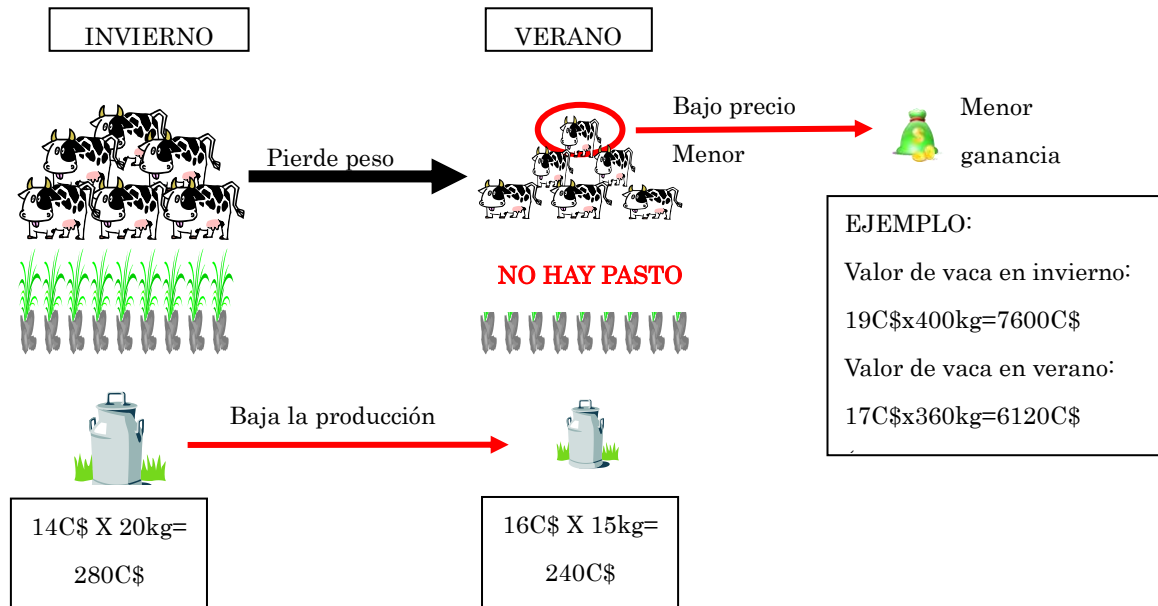 INVIERNO
VERANO
Pierde peso
Bajo precio
Menor
Menor
ganancia
NO HAY PASTO
EJEMPLO:
Valor de vaca en invierno:
19C$x400kg=7600C$
Valor de vaca en verano:
17C$x360kg=6120C$
Baja la producción
14C$ X 20kg=
280C$
16C$ X 15kg=
240C$